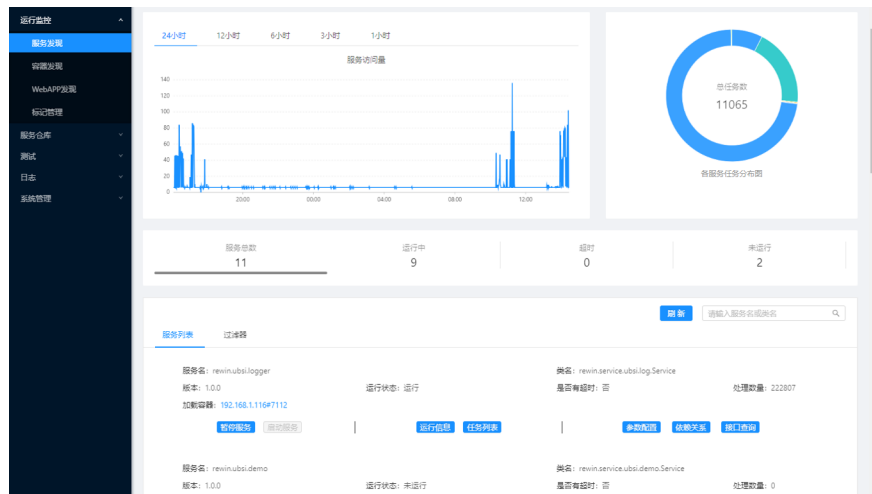 运行监控
服务发现
容器发现
WebAPP发现
标记管理
服务仓库
测试
日志
系统管理
24小时 12小时 6小时 3小时 1小时
服务访问量
140
120
100
80
60
40
20
0
20:00 00:00 04:00 08:00 12:00
总任务数
11065
各服务任务分布图
服务总数 运行中 超时 未运行
11 9 0 2
刷 新 请输入服务名或类名
服务列表 过滤器
服务名: rewin.ubsi.logger 类名: rewin.service.ubsi.log.Service
版本: 1.0.0 运行状态: 运行 是否有超时: 否 处理数量: 222807
加载容器: 192.168.1.116#7112
暂停服务 启动服务 运行信息 任务列表 参数配置 依赖关系 接口查询
服务名: rewin.ubsi.demo 类名: rewin.service.ubsi.demo.Service
版本: 1.0.0 运行状态: 未运行 是否有超时: 否 处理数量: 0